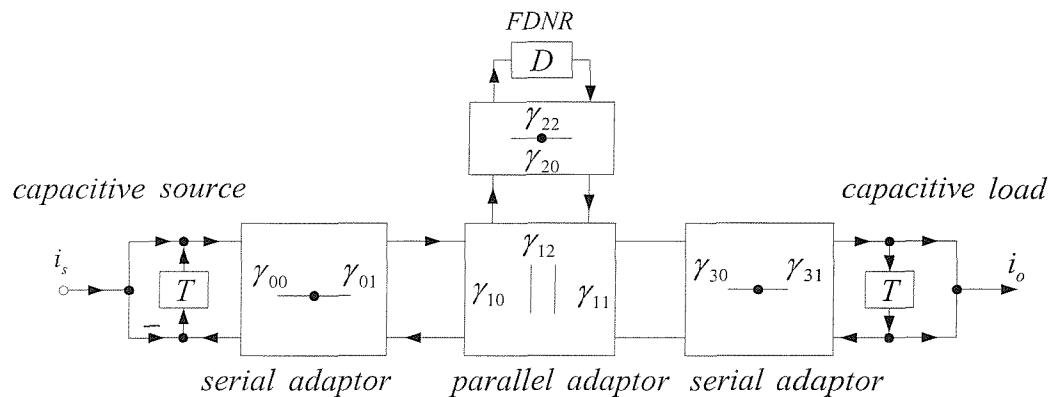 FDNR
D
γ22
γ20
capacitive source
capacitive load
i_s
T
γ00 γ01
γ12
γ10
γ11
γ30 γ31
T
i_o
serial adaptor
parallel adaptor
serial adaptor